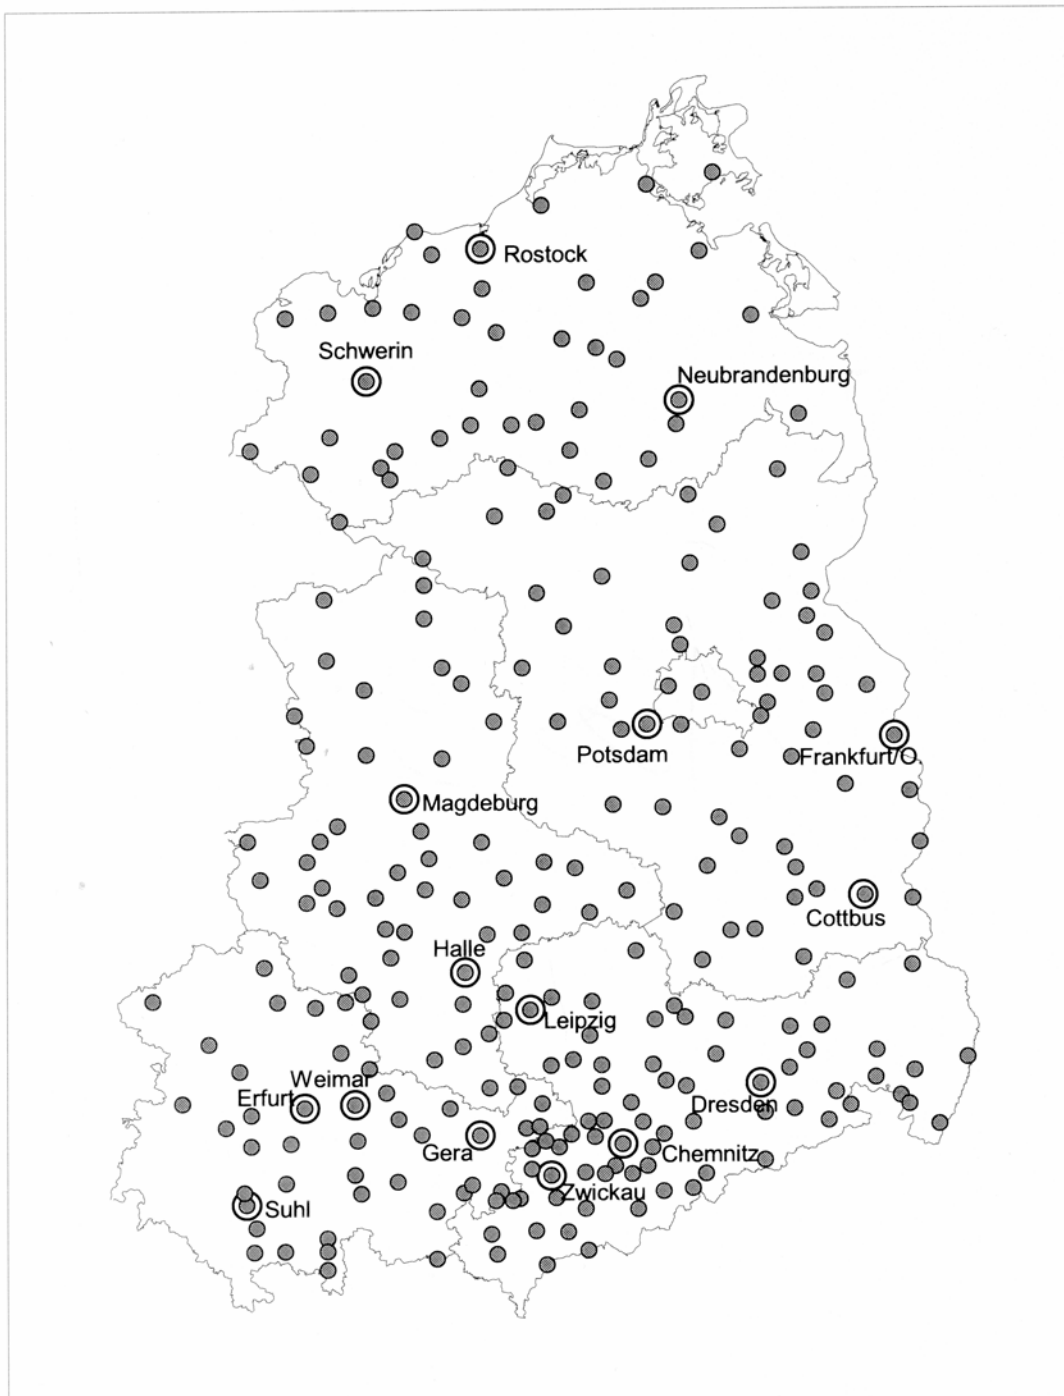 Rostock
Schwerin
Neubrandenburg
Potsdam
Frankfurt/O.
Magdeburg
Cottbus
Halle
Leipzig
Weimar
Erfurt
Dresden
Gera
Chemnitz
Zwickau
Suhl